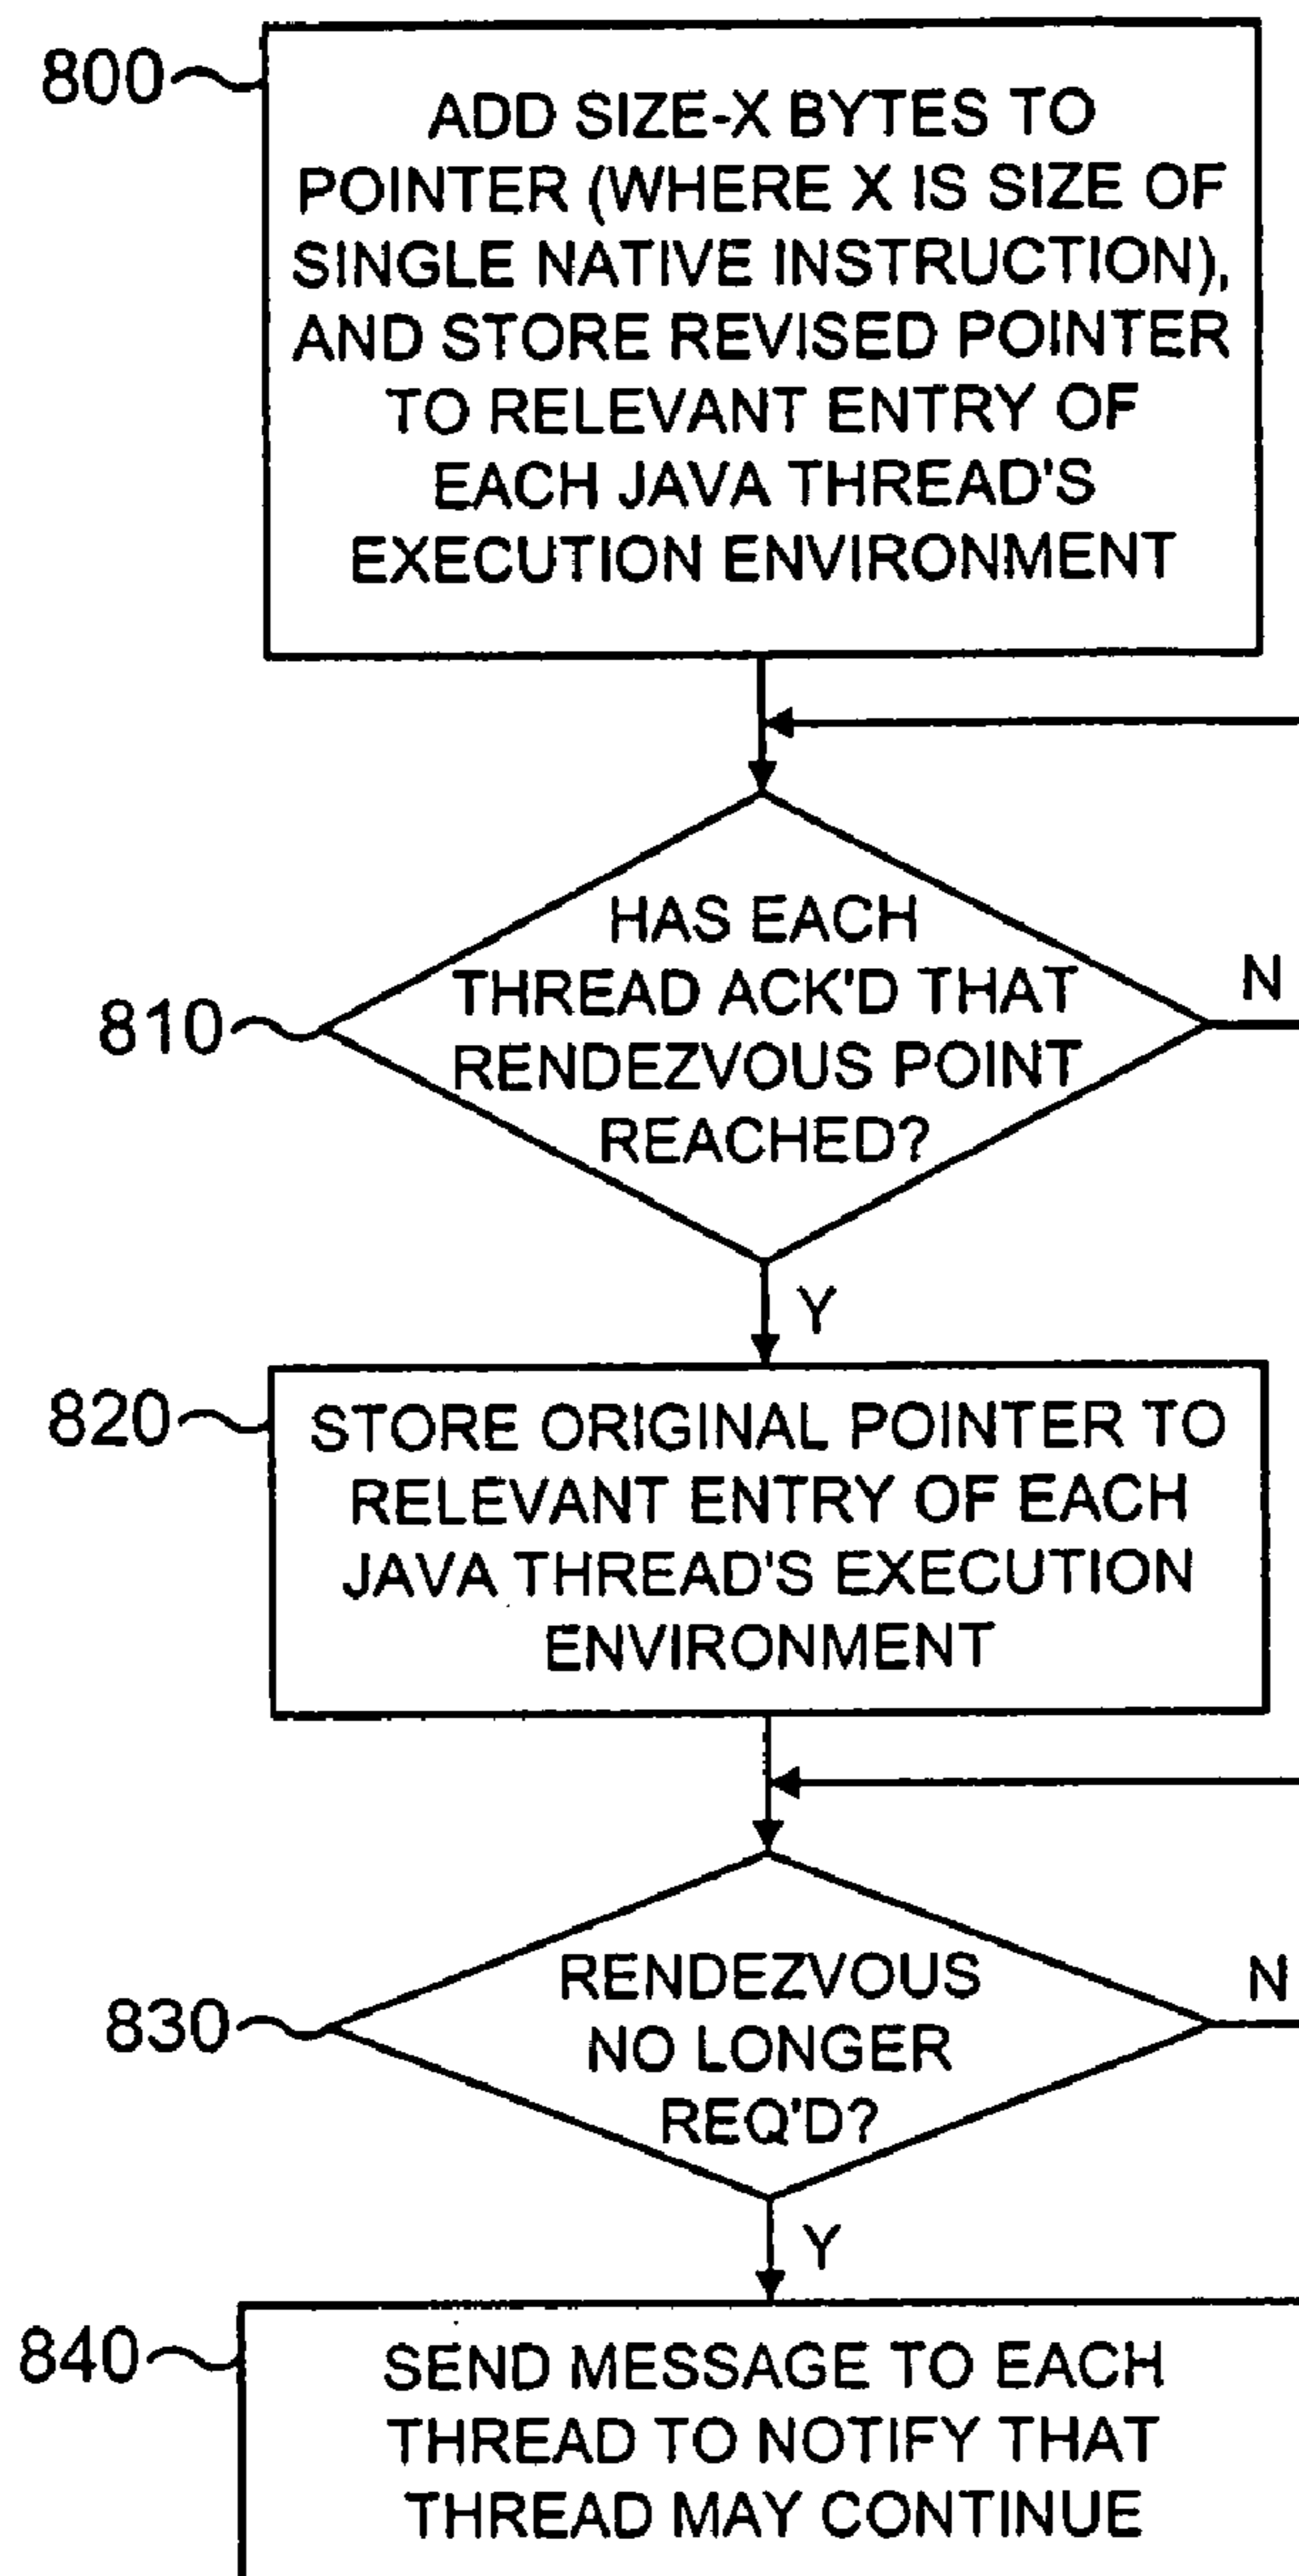 800
ADD SIZE-X BYTES TO
POINTER (WHERE X IS SIZE OF
SINGLE NATIVE INSTRUCTION),
AND STORE REVISED POINTER
TO RELEVANT ENTRY OF
EACH JAVA THREAD'S
EXECUTION ENVIRONMENT
810
HAS EACH
THREAD ACK'D THAT
RENDEZVOUS POINT
REACHED?
N
Y
820
STORE ORIGINAL POINTER TO
RELEVANT ENTRY OF EACH
JAVA THREAD'S EXECUTION
ENVIRONMENT
830
RENDEZVOUS
NO LONGER
REQ'D?
N
Y
840
SEND MESSAGE TO EACH
THREAD TO NOTIFY THAT
THREAD MAY CONTINUE